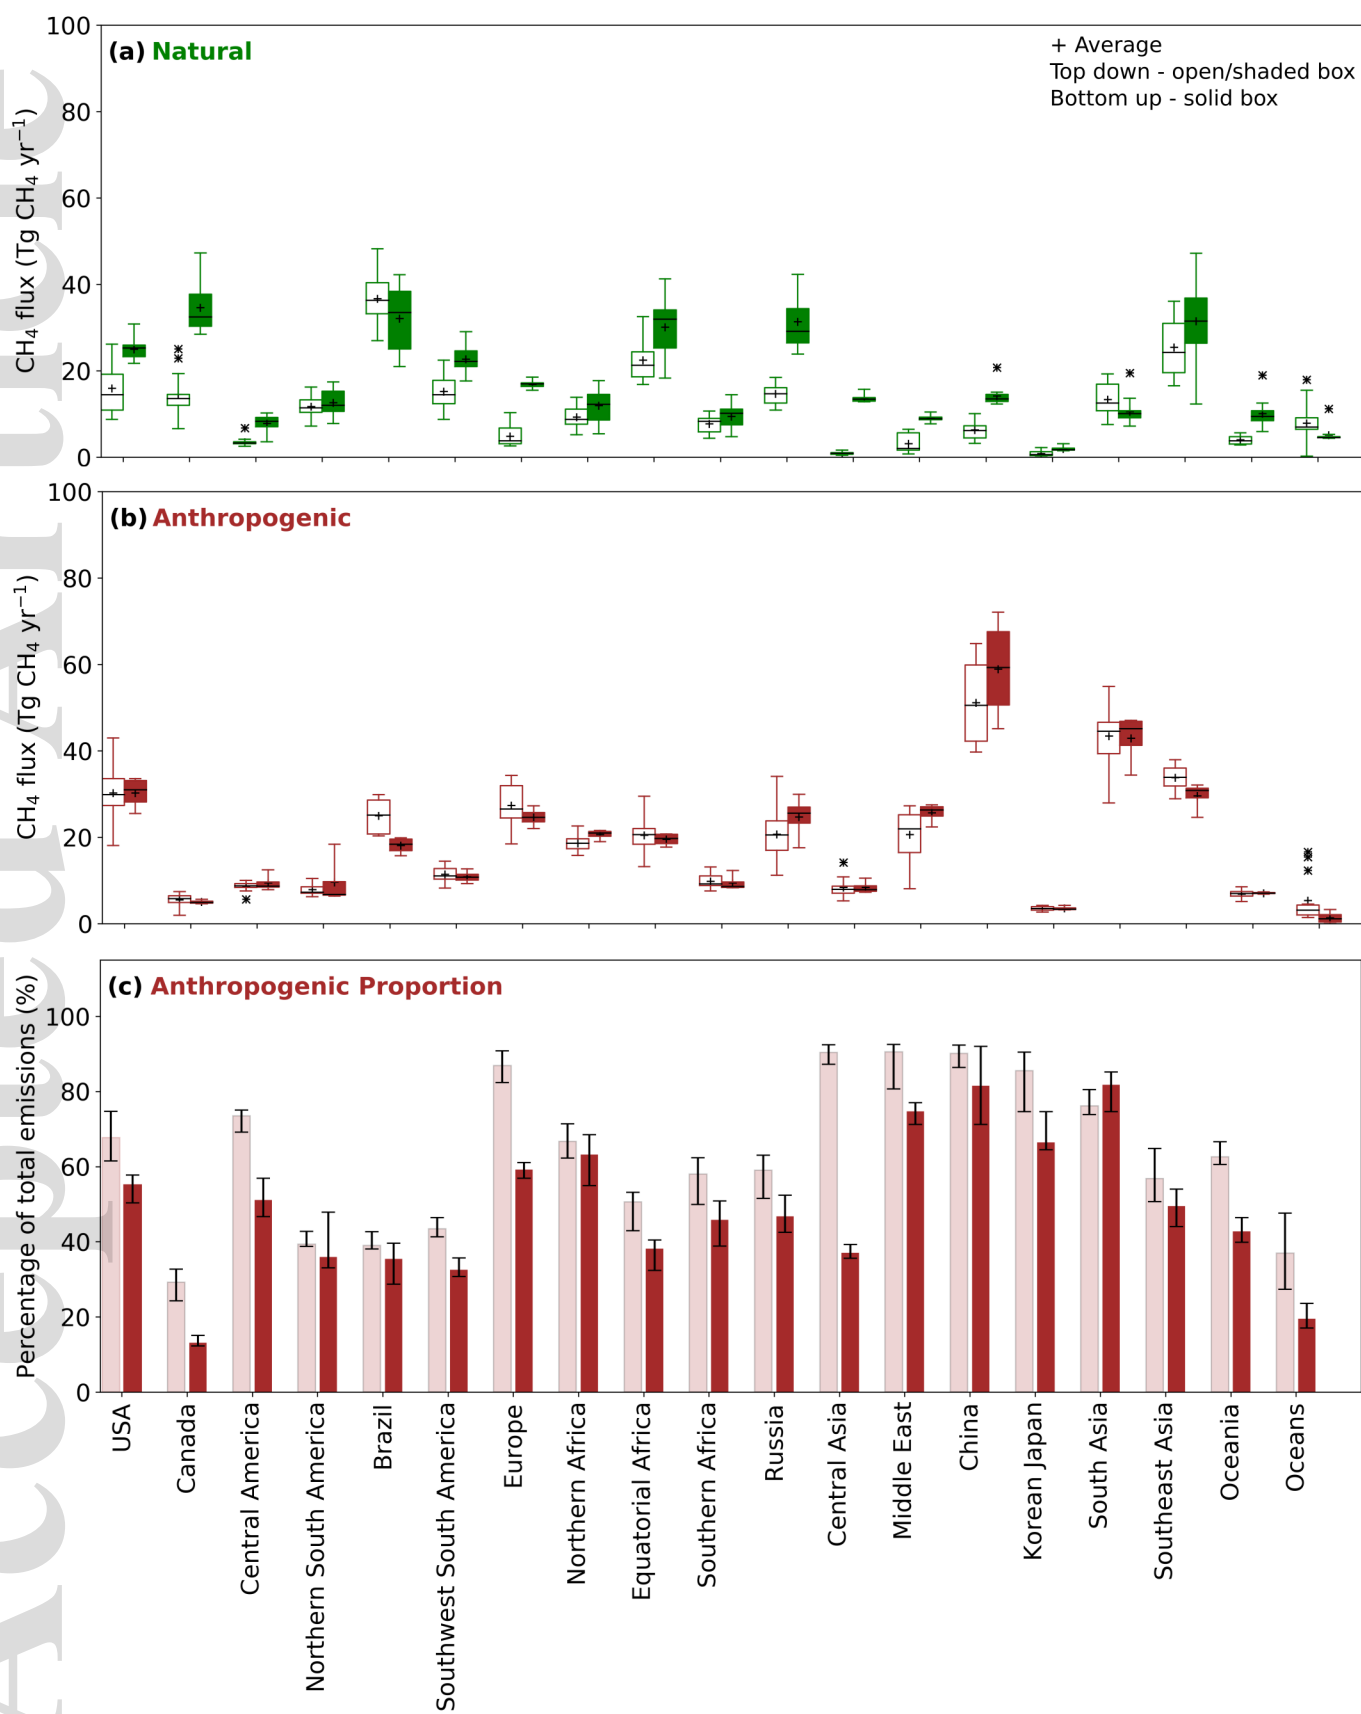 (a) Natural
+ Average
Top down - open/shaded box
Bottom up - solid box
CH₄ flux (Tg CH₄ yr⁻¹)
100
80
60
40
20
0
(b) Anthropogenic
CH₄ flux (Tg CH₄ yr⁻¹)
100
80
60
40
20
0
(c) Anthropogenic Proportion
Percentage of total emissions (%)
100
80
60
40
20
0
USA
Canada
Central America
Northern South America
Brazil
Southwest South America
Europe
Northern Africa
Equatorial Africa
Southern Africa
Russia
Central Asia
Middle East
China
Korean Japan
South Asia
Southeast Asia
Oceania
Oceans